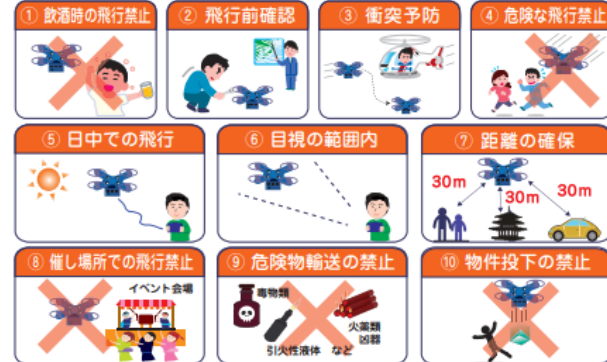 ① 飲酒時の飛行禁止
② 飛行前確認
③ 衝突予防
④ 危険な飛行禁止
⑤ 日中での飛行
⑥ 目視の範囲内
⑦ 距離の確保
30m
30m
30m
⑧ 催し場所での飛行禁止
イベント会場
⑨ 危険物輸送の禁止
毒物類
火薬類
凶器
引火性液体 など
⑩ 物件投下の禁止